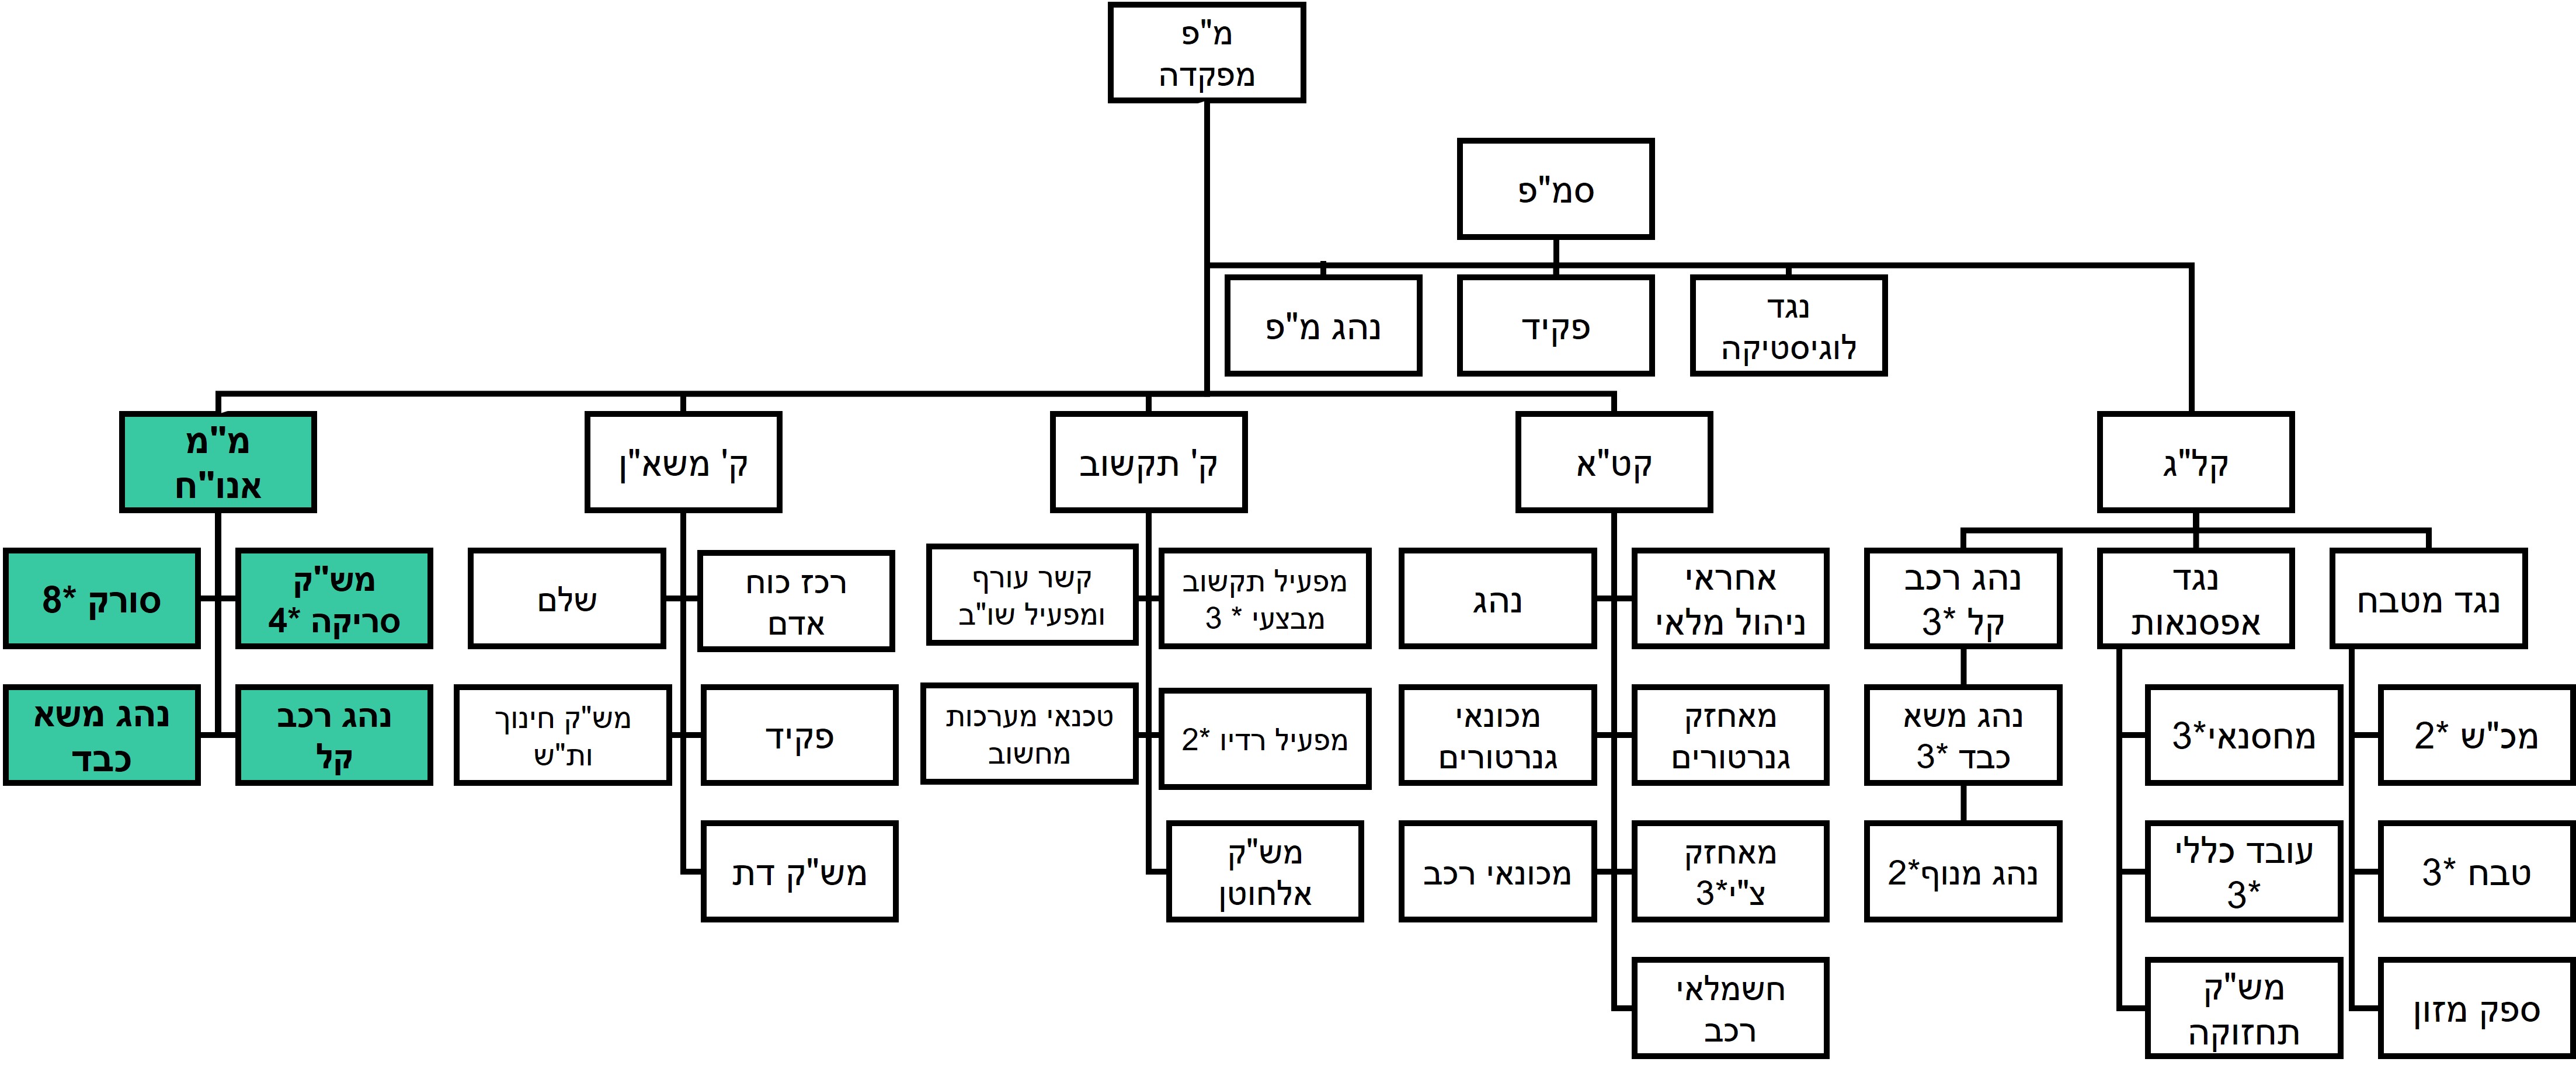 מ"פ
מפקדה
סמ"פ
נגד
לוגיסטיקה
פקיד
נהג מ"פ
קל"ג
קט"א
ק' תקשוב
ק' משא"ן
מ"מ
אנו"ח
נגד מטבח
נגד
אפסנאות
נהג רכב
קל *3
אחראי
ניהול מלאי
נהג
מפעיל תקשוב
מבצעי * 3
קשר עורף
ומפעיל שו"ב
רכז כוח
אדם
שלם
מש"ק
סריקה *4
סורק *8
מכ"ש *2
מחסנאי*3
נהג משא
כבד *3
מאחזק
גנרטורים
מכונאי
גנרטורים
מפעיל רדיו *2
טכנאי מערכות
מחשוב
פקיד
מש"ק חינוך
ות"ש
נהג רכב
קל
נהג משא
כבד
טבח *3
עובד כללי
*3
נהג מנוף*2
מאחזק
צ"י*3
מכונאי רכב
מש"ק
אלחוטן
מש"ק דת
ספק מזון
מש"ק
תחזוקה
חשמלאי
רכב